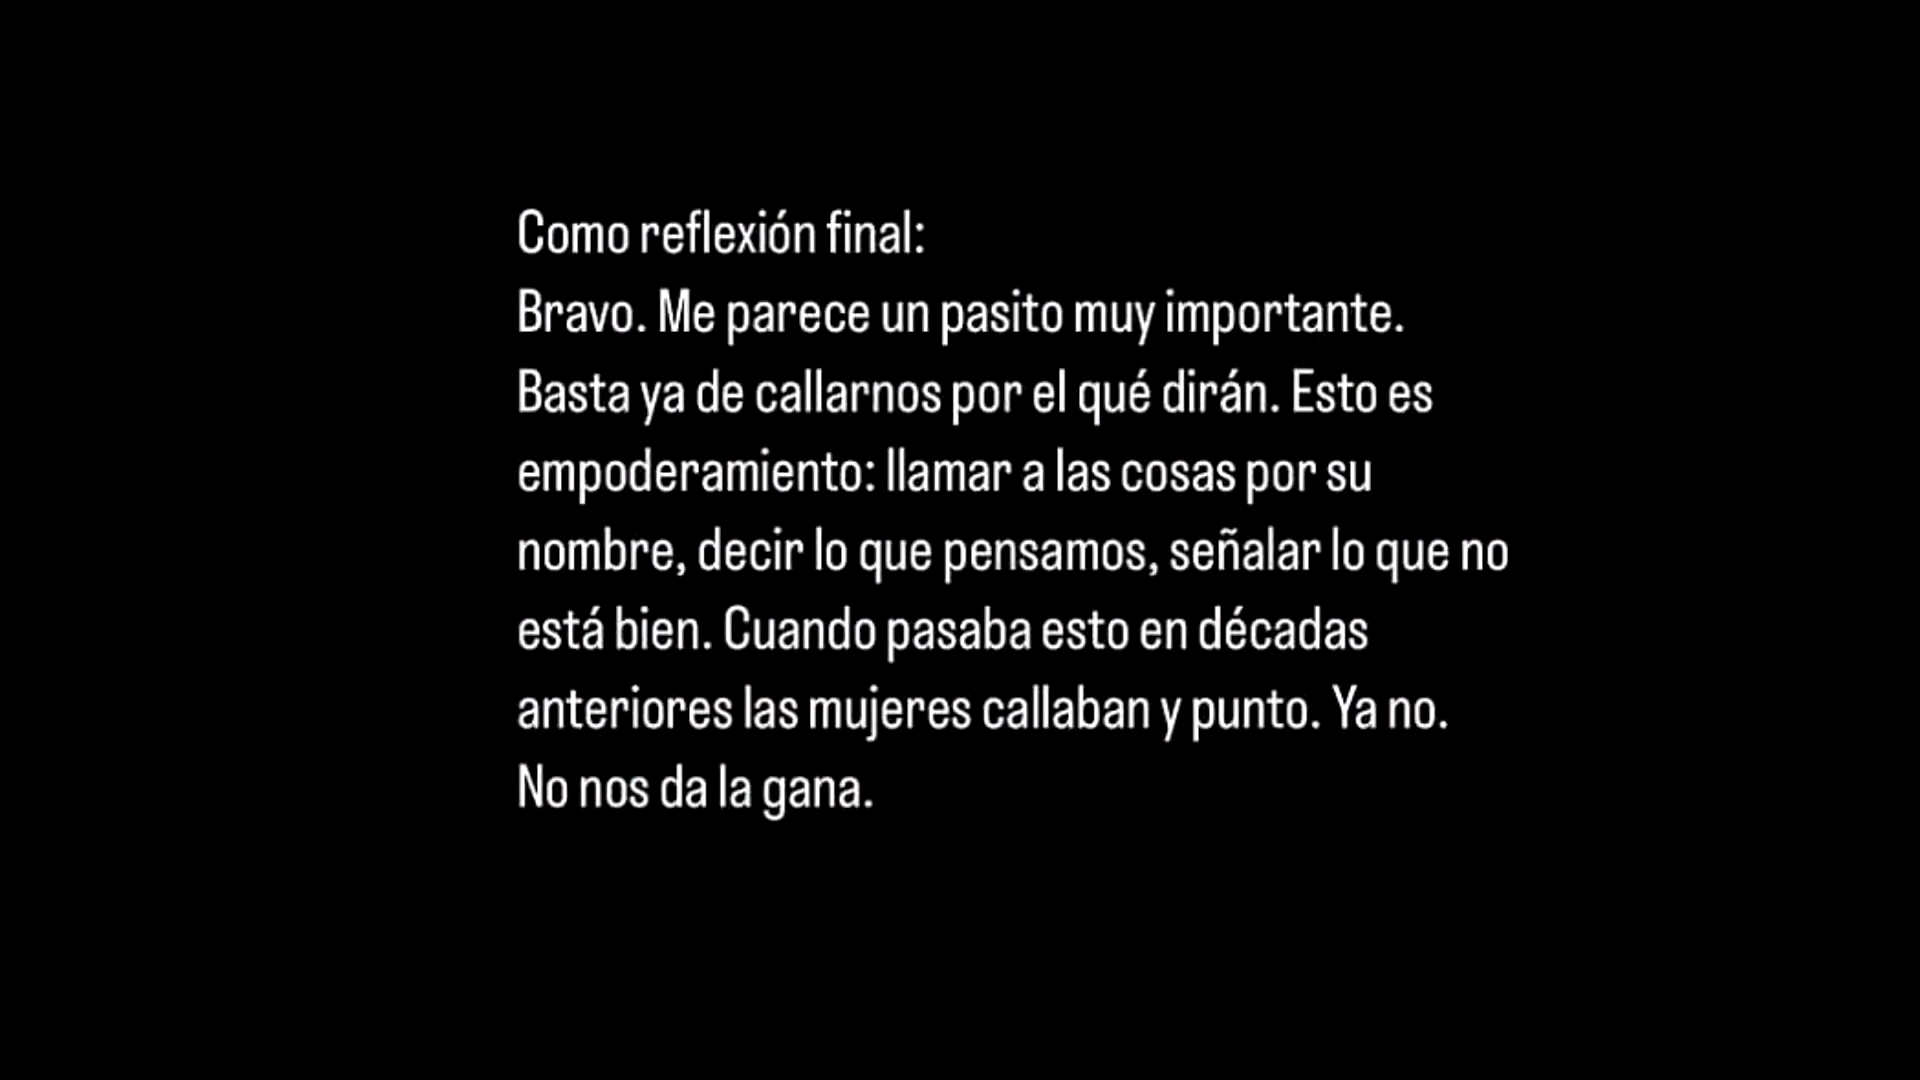 Como reflexión final:
Bravo. Me parece un pasito muy importante.
Basta ya de callarnos por el qué dirán. Esto es
empoderamiento: llamar a las cosas por su
nombre, decir lo que pensamos, señalar lo que no
está bien. Cuando pasaba esto en décadas
anteriores las mujeres callaban y punto. Ya no.
No nos da la gana.